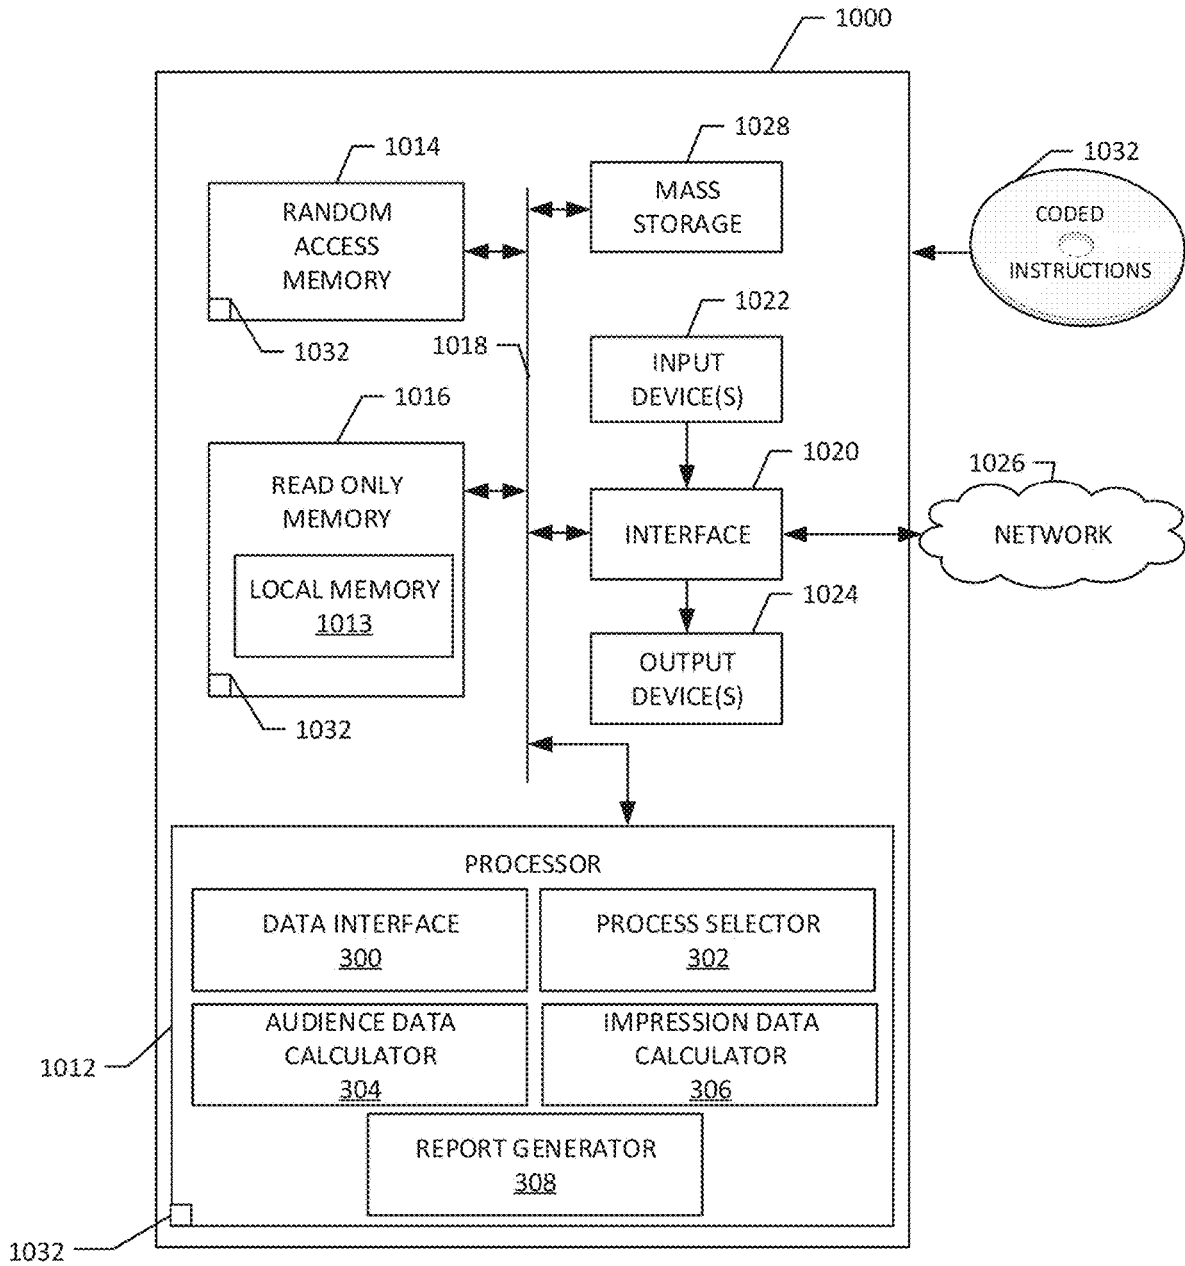 1000
1028
1014
MASS
STORAGE
RANDOM
ACCESS
MEMORY
1032
CODED
INSTRUCTIONS
1032
1018
1022
INPUT
DEVICE(S)
1016
READ ONLY
MEMORY
LOCAL MEMORY
1013
1032
1020
INTERFACE
1026
NETWORK
1024
OUTPUT
DEVICE(S)
PROCESSOR
DATA INTERFACE
300
PROCESS SELECTOR
302
AUDIENCE DATA
CALCULATOR
304
IMPRESSION DATA
CALCULATOR
306
1012
REPORT GENERATOR
308
1032